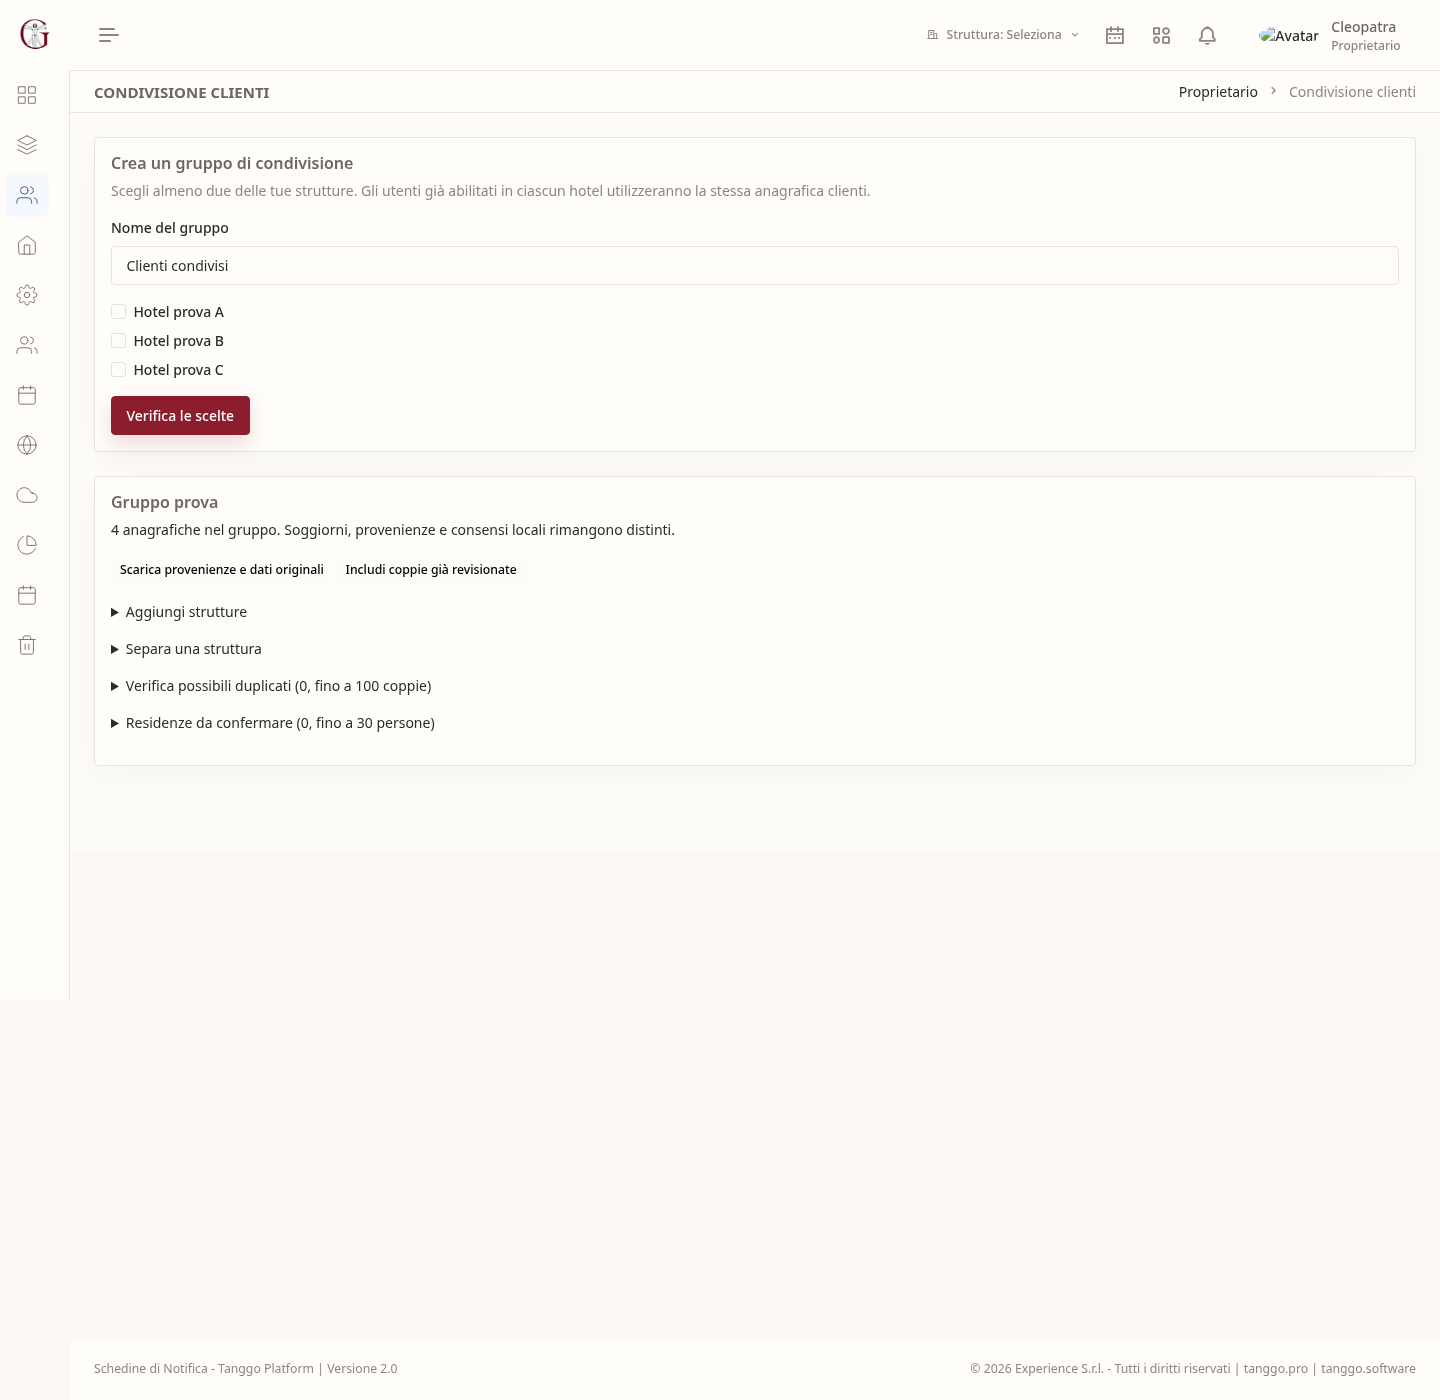 G
Struttura: Seleziona
Avatar
Cleopatra
Proprietario
CONDIVISIONE CLIENTI
Proprietario
Condivisione clienti
Crea un gruppo di condivisione
Scegli almeno due delle tue strutture. Gli utenti già abilitati in ciascun hotel utilizzeranno la stessa anagrafica clienti.
Nome del gruppo
Clienti condivisi
Hotel prova A
Hotel prova B
Hotel prova C
Verifica le scelte
Gruppo prova
4 anagrafiche nel gruppo. Soggiorni, provenienze e consensi locali rimangono distinti.
Scarica provenienze e dati originali
Includi coppie già revisionate
Aggiungi strutture
Separa una struttura
Verifica possibili duplicati (0, fino a 100 coppie)
Residenze da confermare (0, fino a 30 persone)
Schedine di Notifica - Tanggo Platform | Versione 2.0
© 2026 Experience S.r.l. - Tutti i diritti riservati | tanggo.pro | tanggo.software